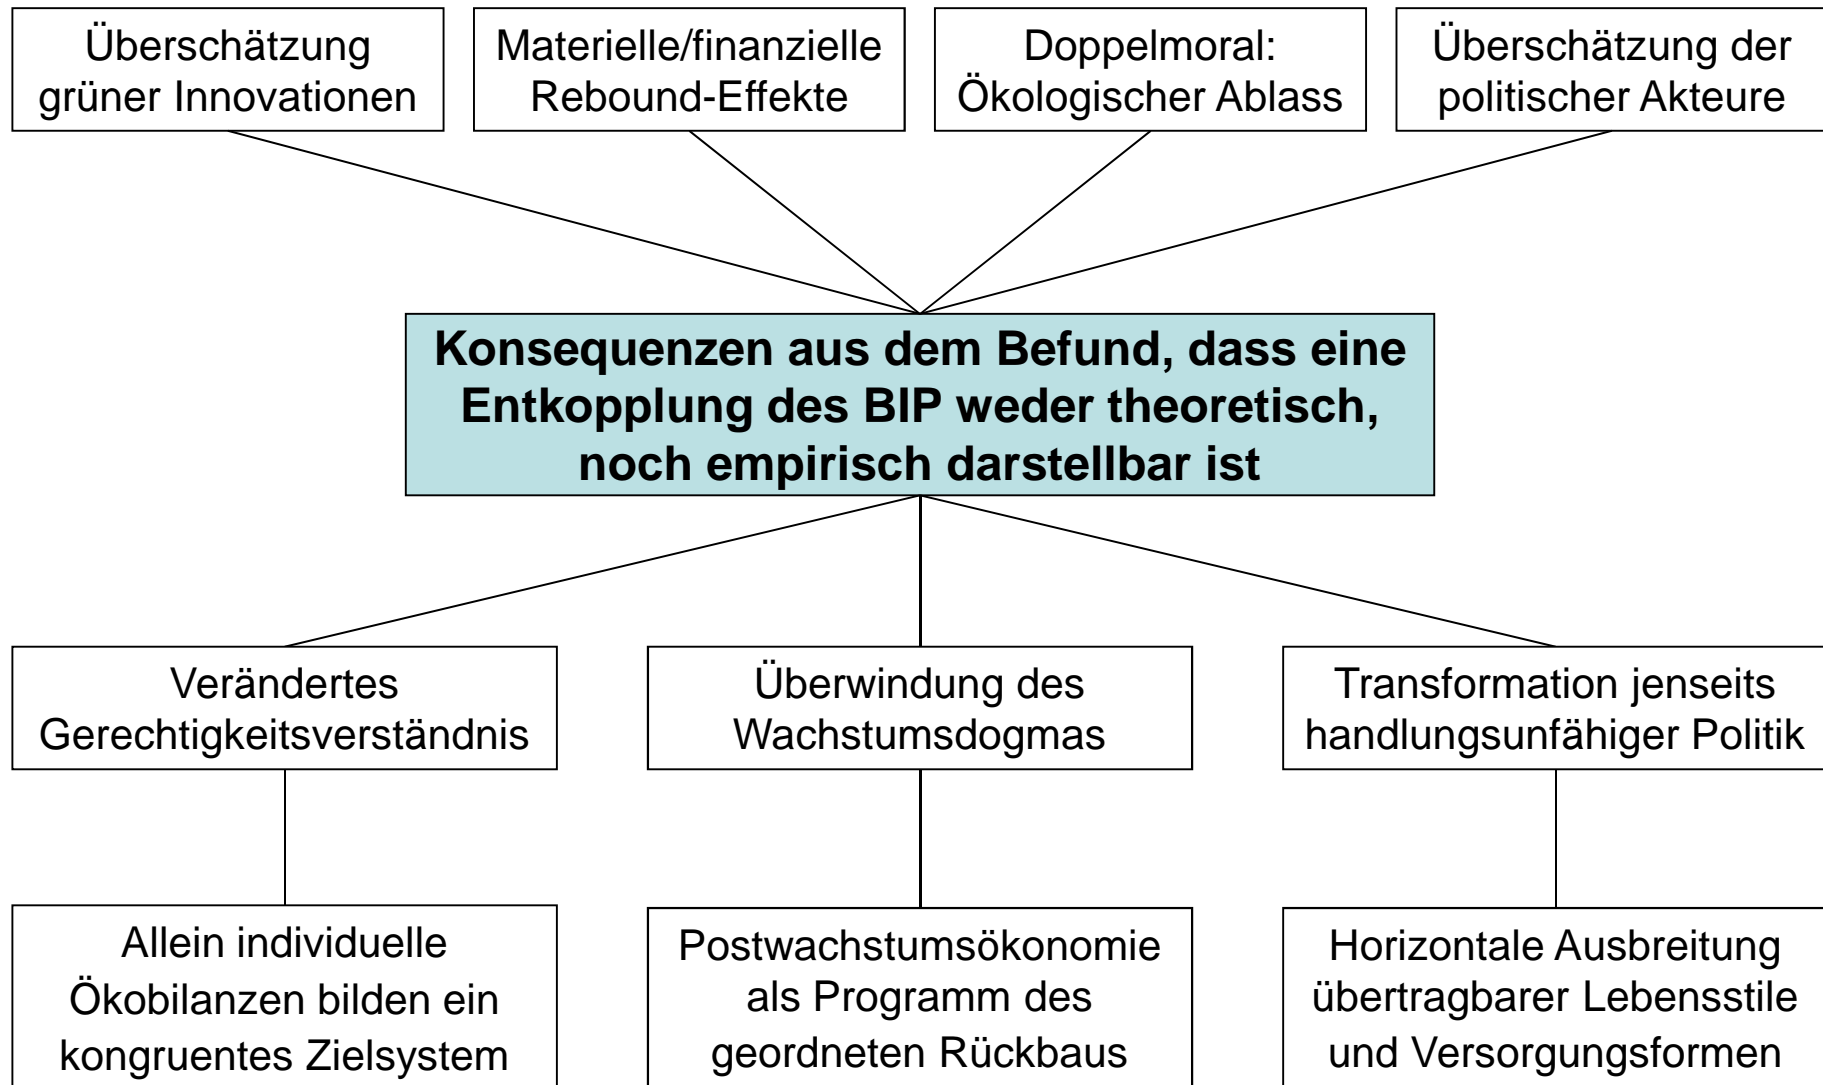 Überschätzung
grüner Innovationen
Materielle/finanzielle
Rebound-Effekte
Doppelmoral:
Ökologischer Ablass
Überschätzung der
politischer Akteure
Konsequenzen aus dem Befund, dass eine
Entkopplung des BIP weder theoretisch,
noch empirisch darstellbar ist
Verändertes
Gerechtigkeitsverständnis
Überwindung des
Wachstumsdogmas
Transformation jenseits
handlungsunfähiger Politik
Allein individuelle
Ökobilanzen bilden ein
kongruentes Zielsystem
Postwachstumsökonomie
als Programm des
geordneten Rückbaus
Horizontale Ausbreitung
übertragbarer Lebensstile
und Versorgungsformen